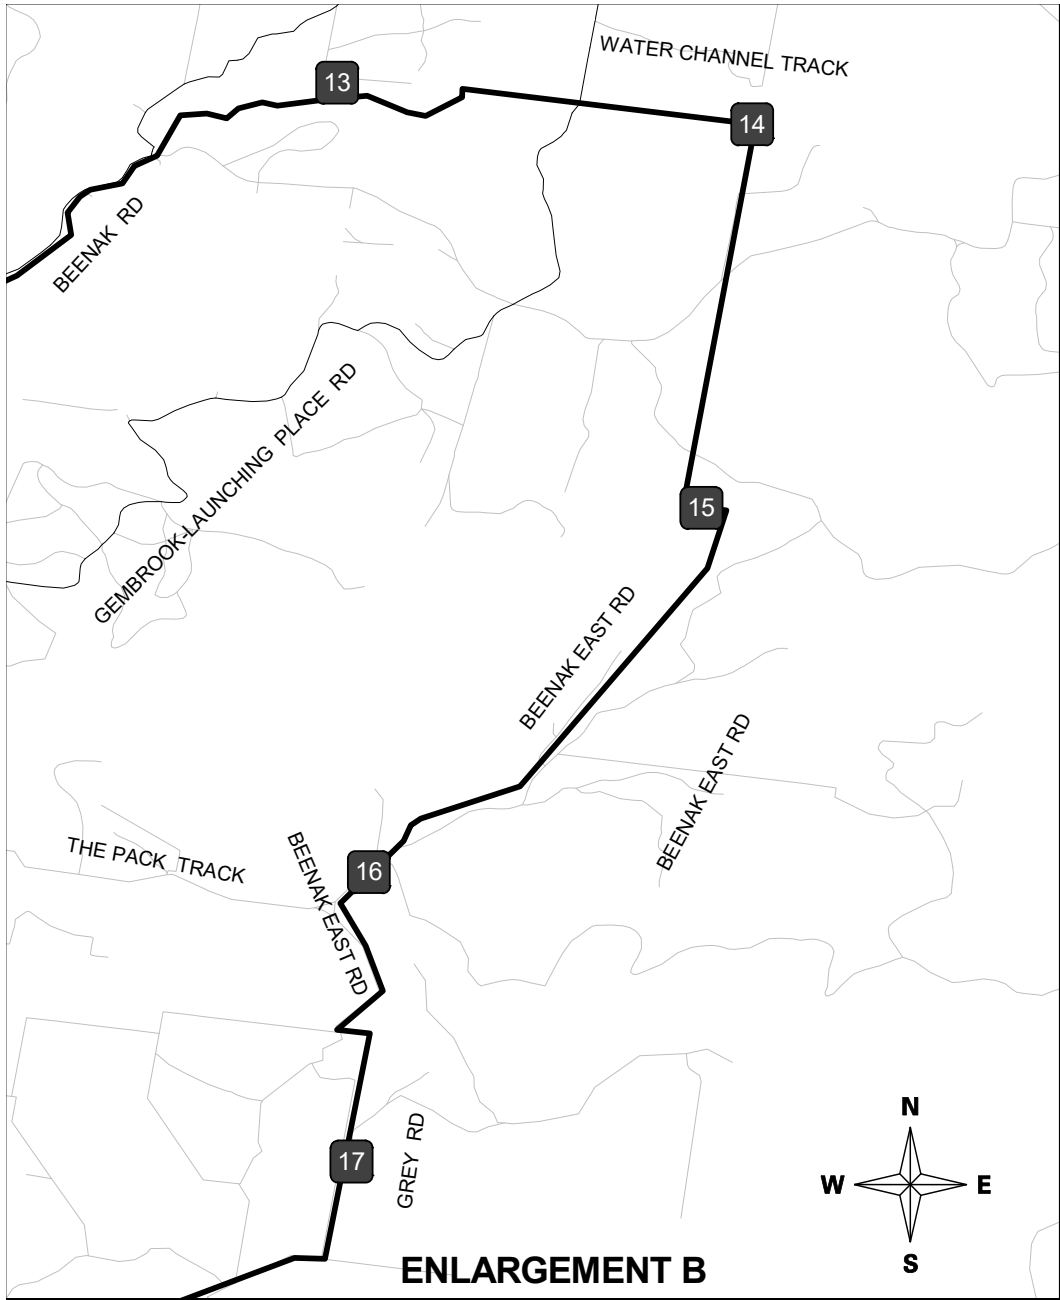 WATER CHANNEL TRACK
13
14
BEENAK RD
GEMBROOK-LAUNCHING PLACE RD
15
BEENAK EAST RD
BEENAK EAST RD
THE PACK TRACK
BEENAK EAST RD
16
17
GREY RD
N
W
E
S
ENLARGEMENT B